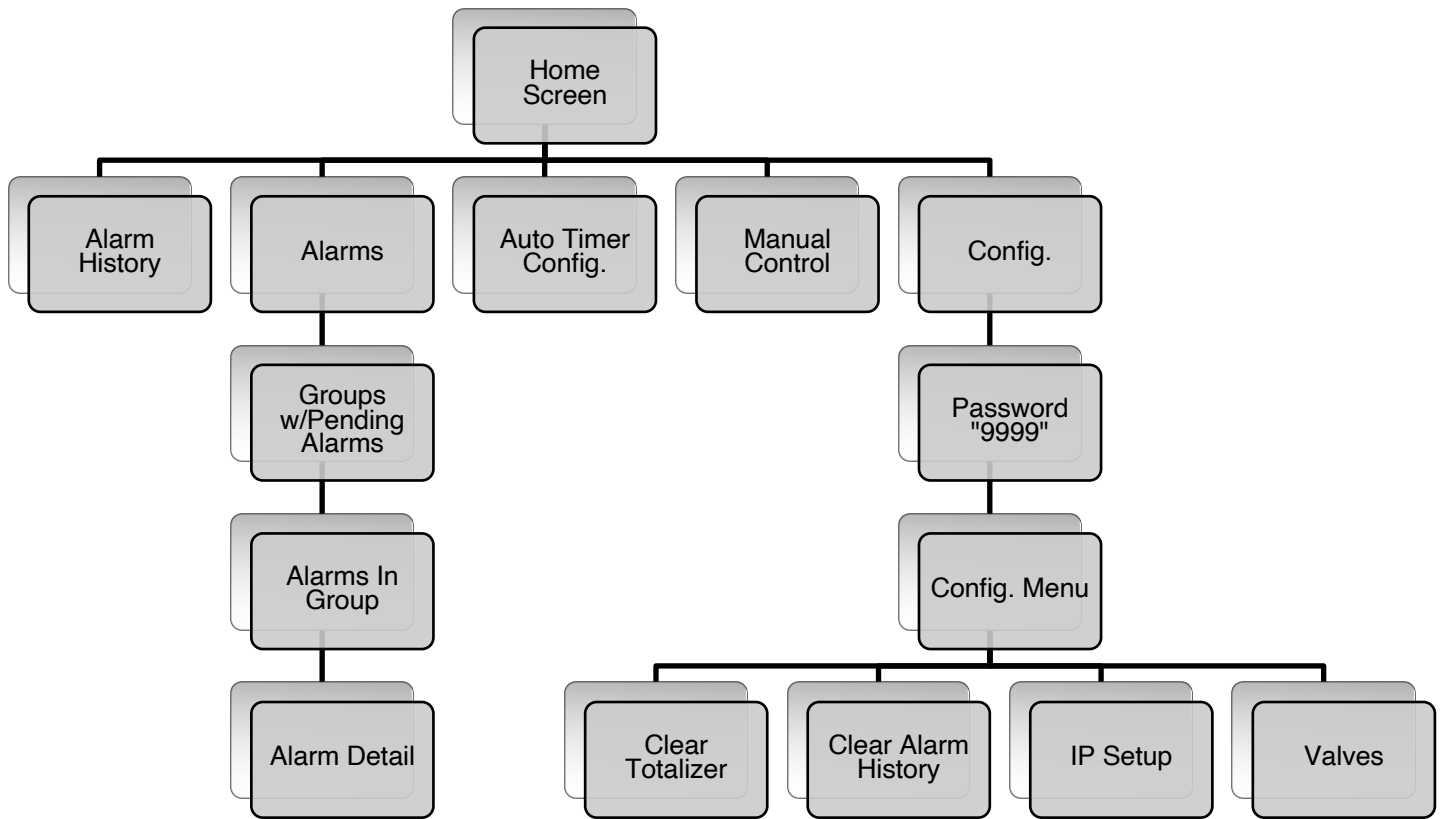 Home
Screen
Alarm
History
Alarms
Auto Timer
Config.
Manual
Control
Config.
Groups
w/Pending
Alarms
Password
"9999"
Alarms In
Group
Config. Menu
Alarm Detail
Clear
Totalizer
Clear Alarm
History
IP Setup
Valves